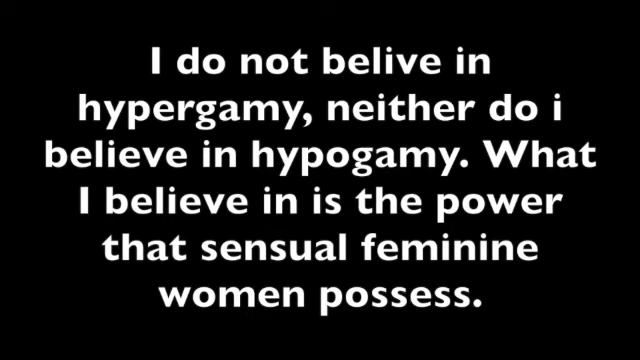 I do not belive in
hypergamy, neither do i
believe in hypogamy. What
I believe in is the power
that sensual feminine
women possess.